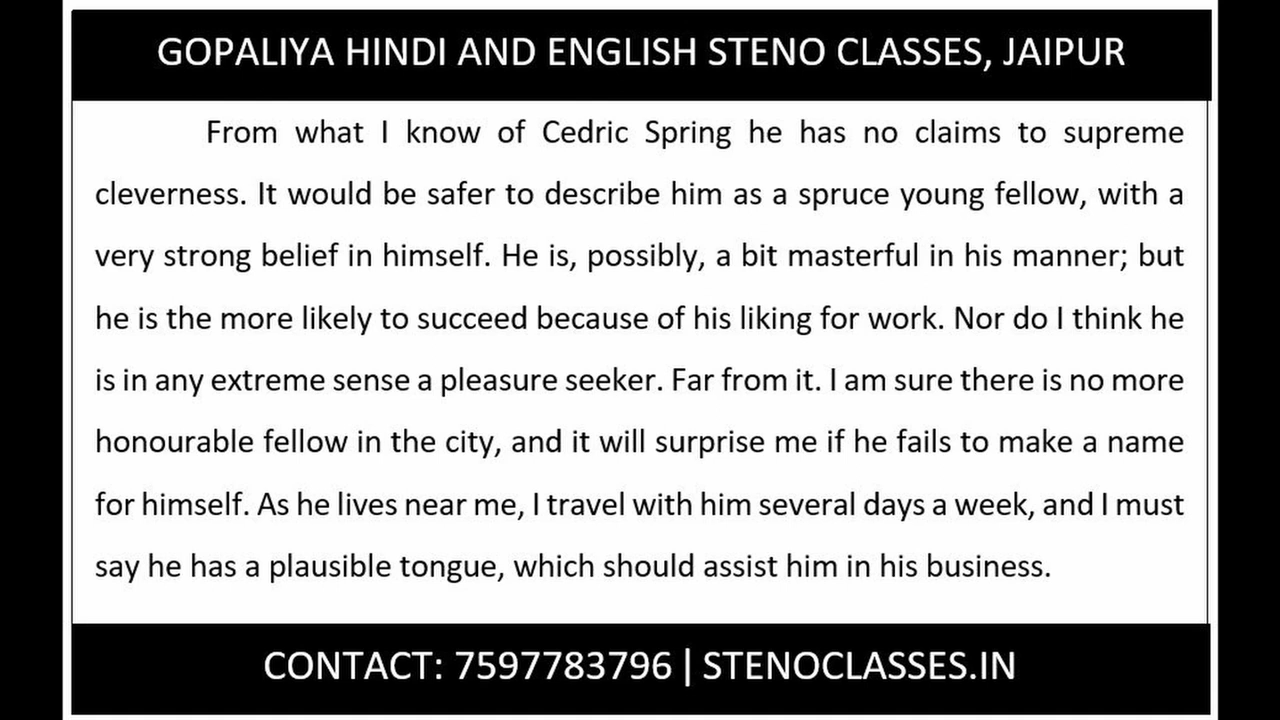 GOPALIYA HINDI AND ENGLISH STENO CLASSES, JAIPUR
From what I know of Cedric Spring he has no claims to supreme
cleverness. It would be safer to describe him as a spruce young fellow, with a
very strong belief in himself. He is, possibly, a bit masterful in his manner; but
he is the more likely to succeed because of his liking for work. Nor do I think he
is in any extreme sense a pleasure seeker. Far from it. I am sure there is no more
honourable fellow in the city, and it will surprise me if he fails to make a name
for himself. As he lives near me, I travel with him several days a week, and I must
say he has a plausible tongue, which should assist him in his business.
CONTACT: 7597783796 | STENOCLASSES.IN